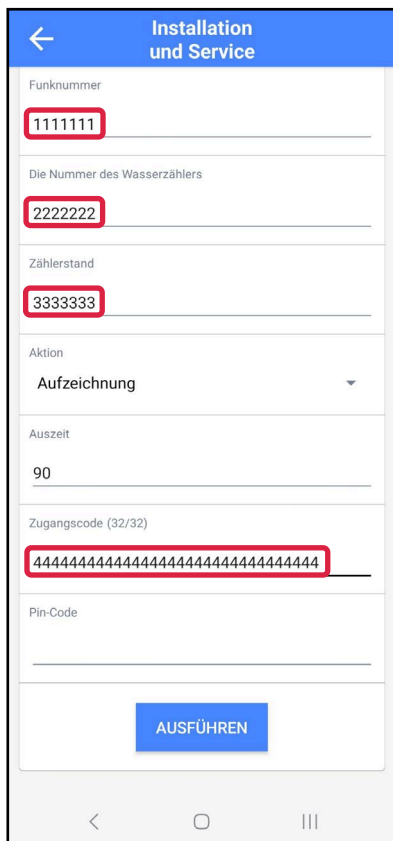 Installation
und Service
Funknummer
1111111
Die Nummer des Wasserzählers
2222222
Zählerstand
3333333
Aktion
Aufzeichnung
Auszeit
90
Zugangscode (32/32)
44444444444444444444444444444444
Pin-Code
AUSFÜHREN